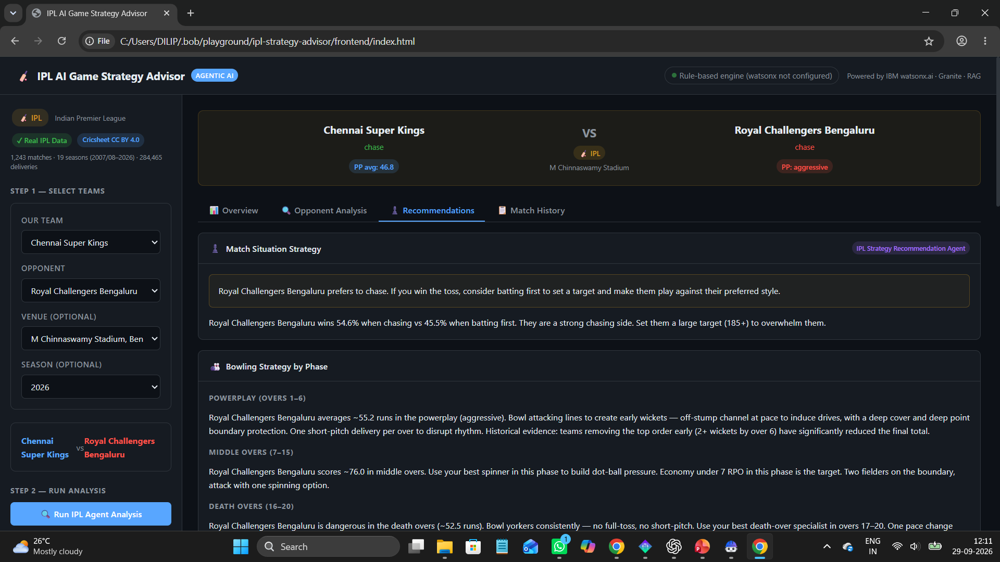 IPL AI Game Strategy Advisor
File
C:/Users/DILIP/.bob/playground/ipl-strategy-advisor/frontend/index.html
IPL AI Game Strategy Advisor
AGENTIC AI
Rule-based engine (watsonx not configured)
Powered by IBM watsonx.ai · Granite · RAG
IPL
Indian Premier League
✓ Real IPL Data
Cricsheet CC BY 4.0
1,243 matches · 19 seasons (2007/08–2026) · 284,465
deliveries
STEP 1 — SELECT TEAMS
OUR TEAM
Chennai Super Kings
OPPONENT
Royal Challengers Bengaluru
VENUE (OPTIONAL)
M Chinnaswamy Stadium, Ben
SEASON (OPTIONAL)
2026
Chennai
Super Kings
vs
Royal Challengers
Bengaluru
STEP 2 — RUN ANALYSIS
Run IPL Agent Analysis
Chennai Super Kings
chase
PP avg: 46.8
VS
IPL
M Chinnaswamy Stadium
Royal Challengers Bengaluru
chase
PP: aggressive
Overview
Opponent Analysis
Recommendations
Match History
Match Situation Strategy
IPL Strategy Recommendation Agent
Royal Challengers Bengaluru prefers to chase. If you win the toss, consider batting first to set a target and make them play against their preferred style.
Royal Challengers Bengaluru wins 54.6% when chasing vs 45.5% when batting first. They are a strong chasing side. Set them a large target (185+) to overwhelm them.
Bowling Strategy by Phase
POWERPLAY (OVERS 1–6)
Royal Challengers Bengaluru averages ~55.2 runs in the powerplay (aggressive). Bowl attacking lines to create early wickets — off-stump channel at pace to induce drives, with a deep cover and deep point
boundary protection. One short-pitch delivery per over to disrupt rhythm. Historical evidence: teams removing the top order early (2+ wickets by over 6) have significantly reduced the final total.
MIDDLE OVERS (7–15)
Royal Challengers Bengaluru scores ~76.0 in middle overs. Use your best spinner in this phase to build dot-ball pressure. Economy under 7 RPO in this phase is the target. Two fielders on the boundary,
attack with one spinning option.
DEATH OVERS (16–20)
Royal Challengers Bengaluru is dangerous in the death overs (~52.5 runs). Bowl yorkers consistently — no full-toss, no short-pitch. Use your best death-over specialist in overs 17–20. One pace change
26°C
Mostly cloudy
Search
1
ENG
IN
12:11
29-09-2026